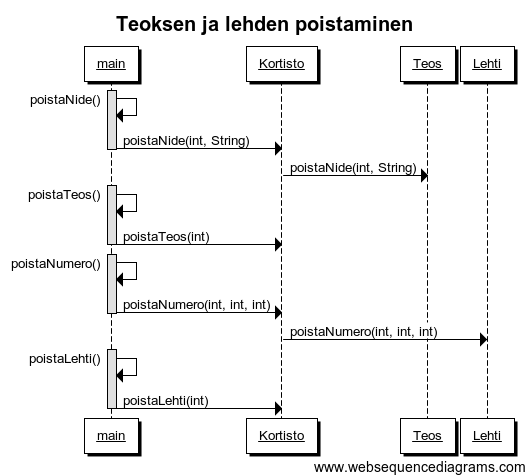 Teoksen ja lehden poistaminen
main Kortisto Teos Lehti
poistaNide()
poistaNide(int, String)
poistaNide(int, String)
poistaTeos()
poistaTeos(int)
poistaNumero()
poistaNumero(int, int, int)
poistaNumero(int, int, int)
poistaLehti()
poistaLehti(int)
main Kortisto Teos Lehti
www.websequencediagrams.com